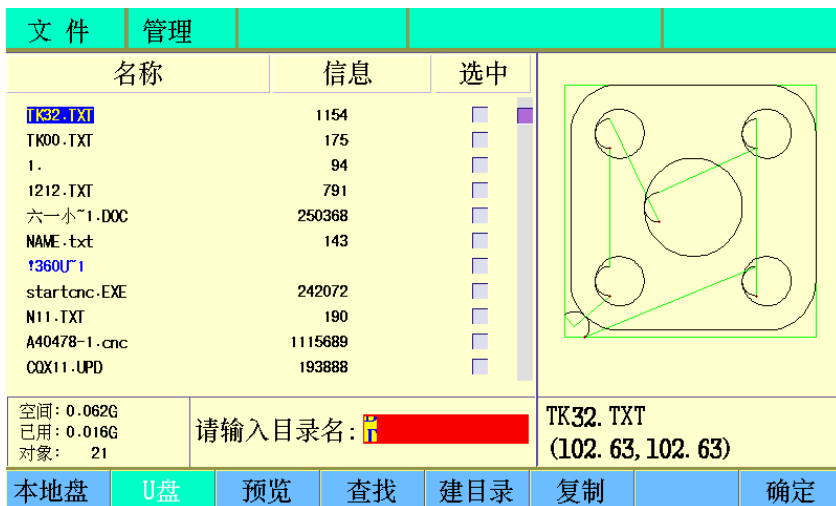 文 件 管理
名称 信息 选中
TK32.TXT 1154
TK00.TXT 175
1. 94
1212.TXT 791
六一小~1.DOC 250368
NAME.txt 143
!360U~1
startcnc.EXE 242072
N11.TXT 190
A40478-1.cnc 1115689
CQX11.UPD 193888
空间:0.062G
已用:0.016G
对象: 21
请输入目录名:
TK32.TXT
(102.63,102.63)
本地盘 U盘 预览 查找 建目录 复制 确定